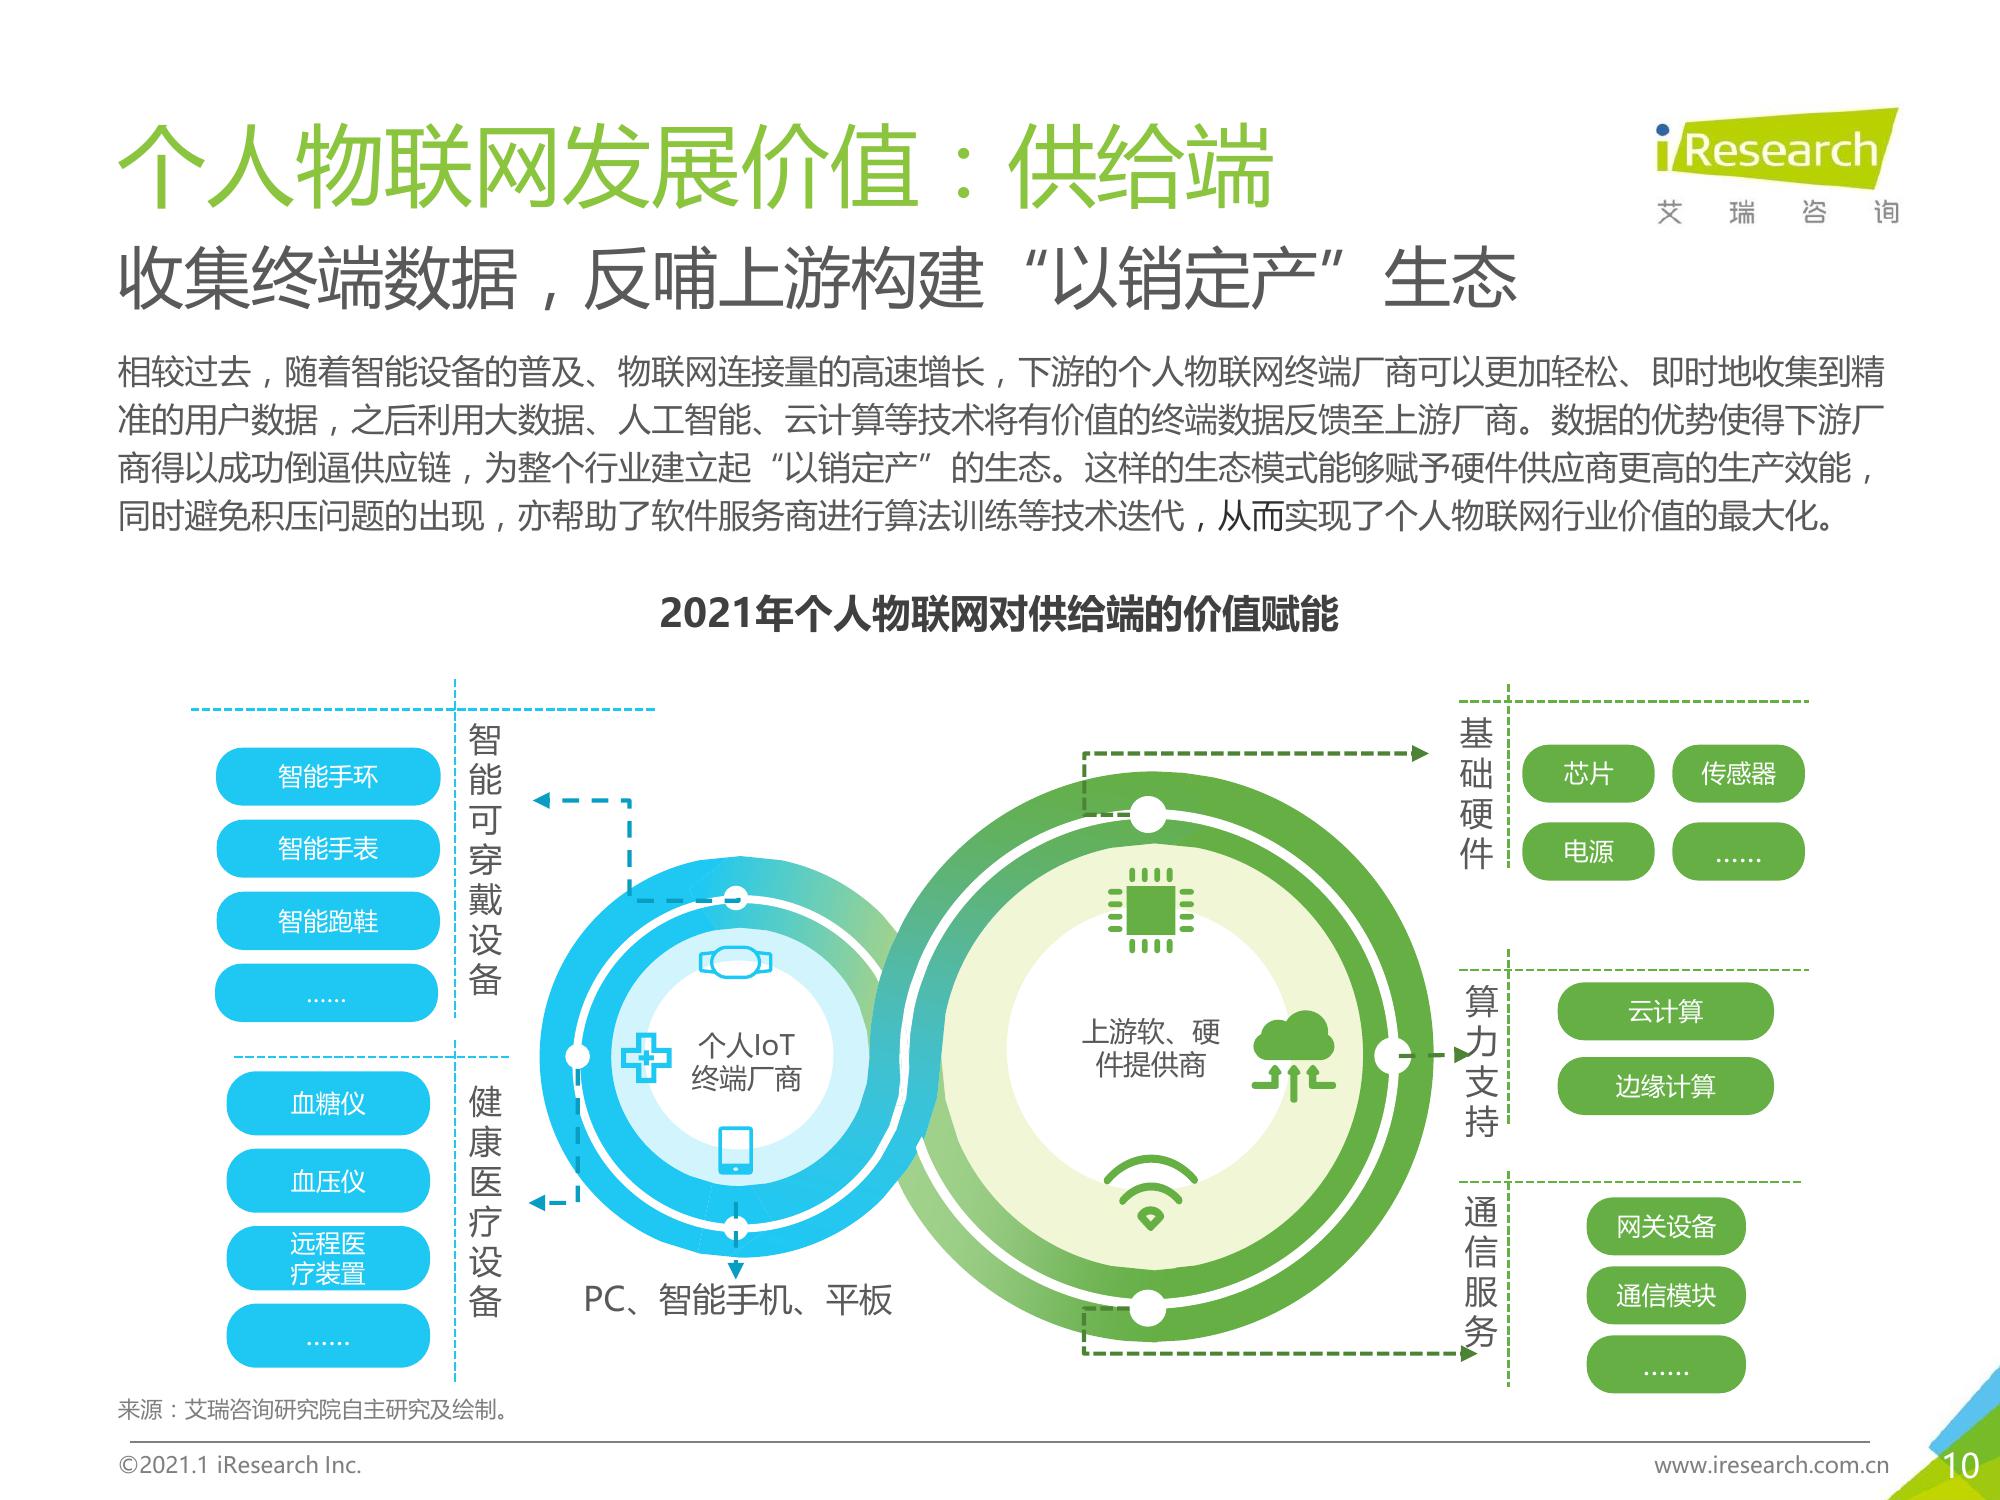 个人物联网发展价值：供给端
iResearch
艾瑞咨询
收集终端数据，反哺上游构建“以销定产”生态
相较过去，随着智能设备的普及、物联网连接量的高速增长，下游的个人物联网终端厂商可以更加轻松、即时地收集到精
准的用户数据，之后利用大数据、人工智能、云计算等技术将有价值的终端数据反馈至上游厂商。数据的优势使得下游厂
商得以成功倒逼供应链，为整个行业建立起“以销定产”的生态。这样的生态模式能够赋予硬件供应商更高的生产效能，
同时避免积压问题的出现，亦帮助了软件服务商进行算法训练等技术迭代，从而实现了个人物联网行业价值的最大化。
2021年个人物联网对供给端的价值赋能
智能可穿戴设备
智能手环
智能手表
智能跑鞋
......
健康医疗设备
血糖仪
血压仪
远程医
疗装置
......
个人IoT
终端厂商
PC、智能手机、平板
上游软、硬
件提供商
基础硬件
芯片
传感器
电源
......
算力支持
云计算
边缘计算
通信服务
网关设备
通信模块
......
来源：艾瑞咨询研究院自主研究及绘制。
©2021.1 iResearch Inc.
www.iresearch.com.cn
10